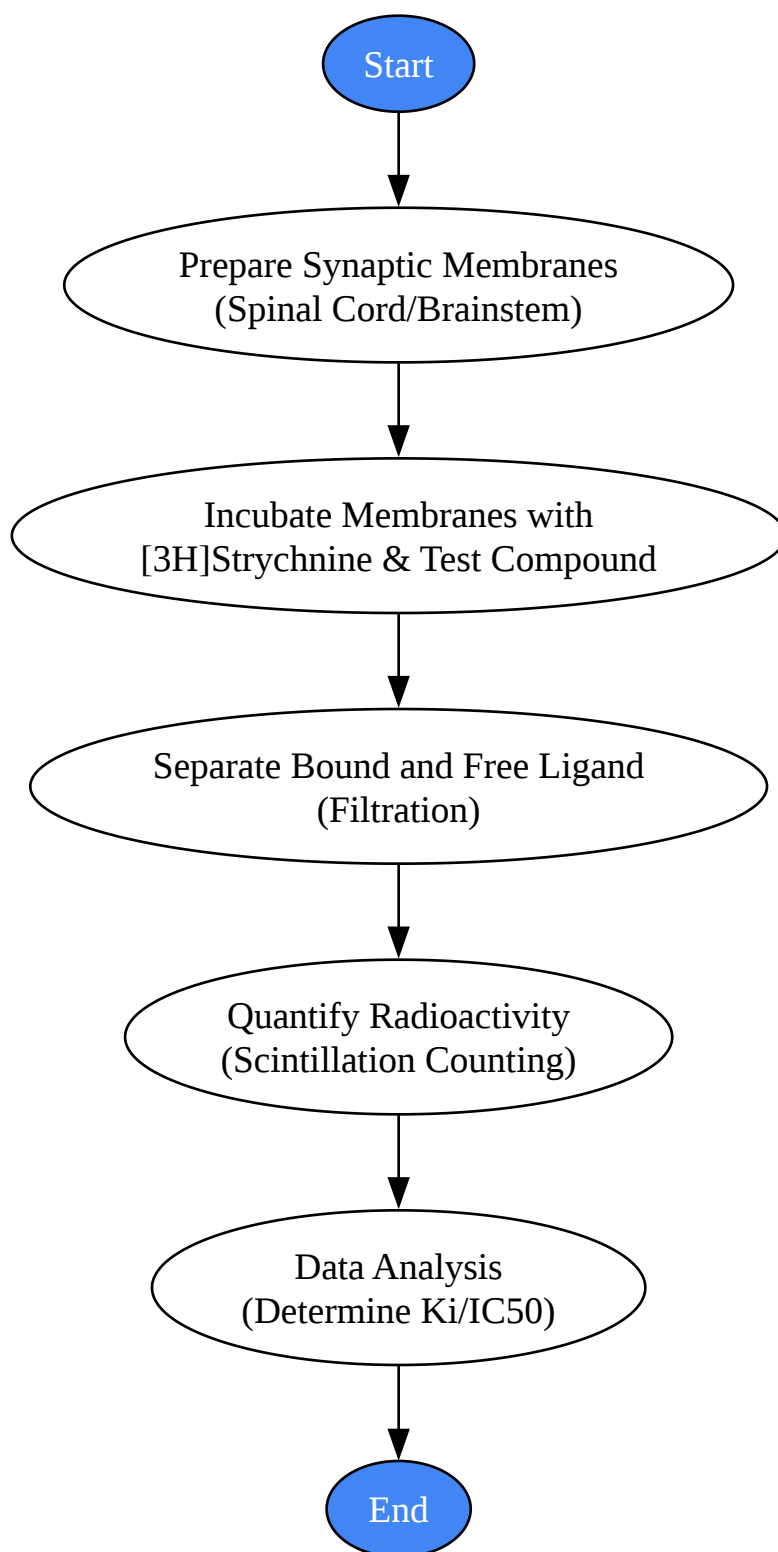 Start
Prepare Synaptic Membranes
(Spinal Cord/Brainstem)
Incubate Membranes with
[3H]Strychnine & Test Compound
Separate Bound and Free Ligand
(Filtration)
Quantify Radioactivity
(Scintillation Counting)
Data Analysis
(Determine Ki/IC50)
End